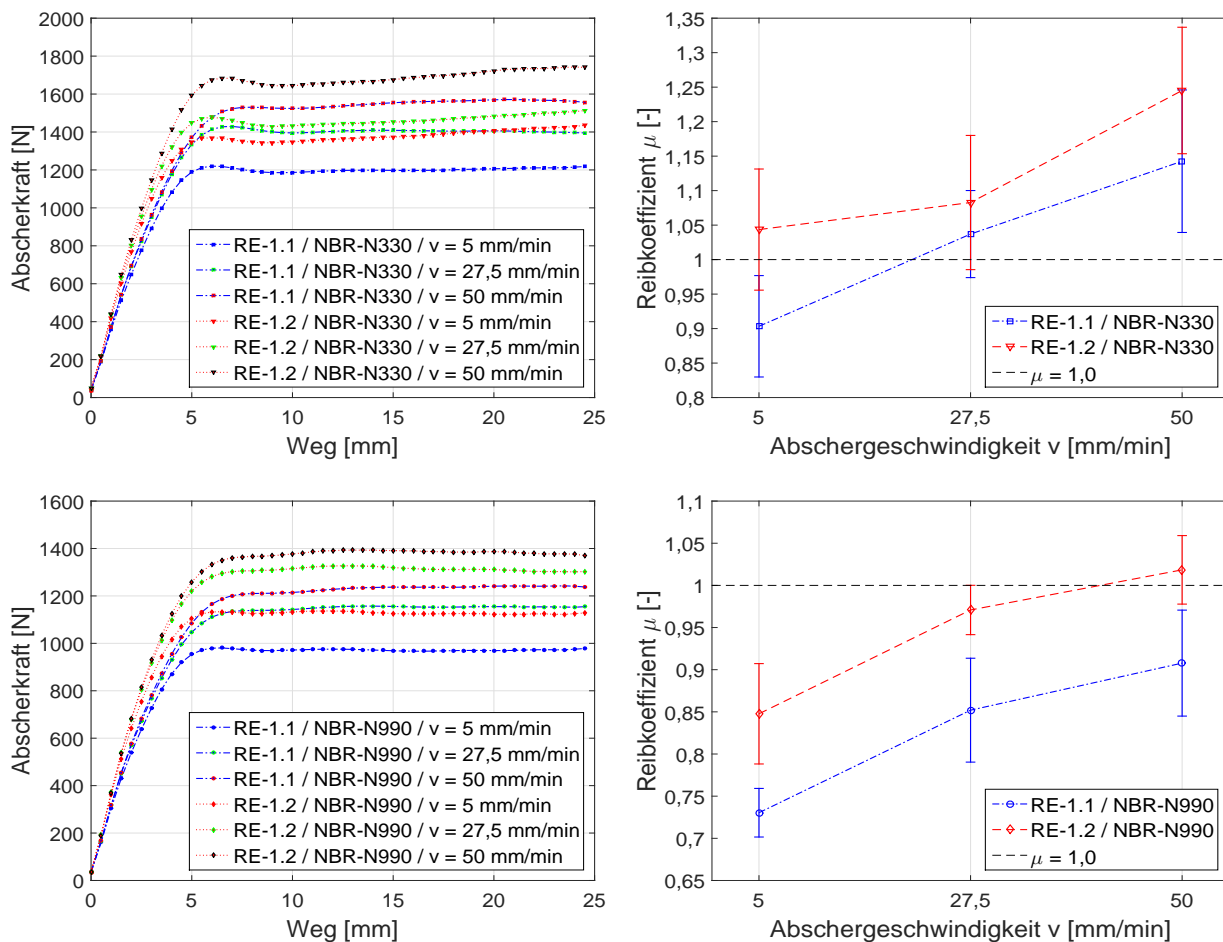 2000
1800
1600
1400
1200
1000
800
600
400
200
0
Abscherkraft [N]
RE-1.1 / NBR-N330 / v = 5 mm/min
RE-1.1 / NBR-N330 / v = 27,5 mm/min
RE-1.1 / NBR-N330 / v = 50 mm/min
RE-1.2 / NBR-N330 / v = 5 mm/min
RE-1.2 / NBR-N330 / v = 27,5 mm/min
RE-1.2 / NBR-N330 / v = 50 mm/min
0 5 10 15 20 25
Weg [mm]
1,35
1,3
1,25
1,2
1,15
1,1
1,05
1
0,95
0,9
0,85
0,8
Reibkoeffizient μ [-]
RE-1.1 / NBR-N330
RE-1.2 / NBR-N330
μ = 1,0
5 27,5 50
Abschergeschwindigkeit v [mm/min]
1600
1400
1200
1000
800
600
400
200
0
Abscherkraft [N]
RE-1.1 / NBR-N990 / v = 5 mm/min
RE-1.1 / NBR-N990 / v = 27,5 mm/min
RE-1.1 / NBR-N990 / v = 50 mm/min
RE-1.2 / NBR-N990 / v = 5 mm/min
RE-1.2 / NBR-N990 / v = 27,5 mm/min
RE-1.2 / NBR-N990 / v = 50 mm/min
0 5 10 15 20 25
Weg [mm]
1,1
1,05
1
0,95
0,9
0,85
0,8
0,75
0,7
0,65
Reibkoeffizient μ [-]
RE-1.1 / NBR-N990
RE-1.2 / NBR-N990
μ = 1,0
5 27,5 50
Abschergeschwindigkeit v [mm/min]